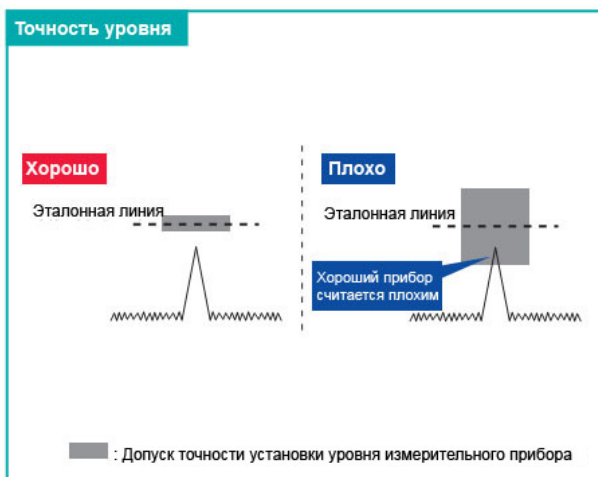 Точность уровня
Хорошо
Эталонная линия
Плохо
Эталонная линия
Хороший прибор
считается плохим
: Допуск точности установки уровня измерительного прибора